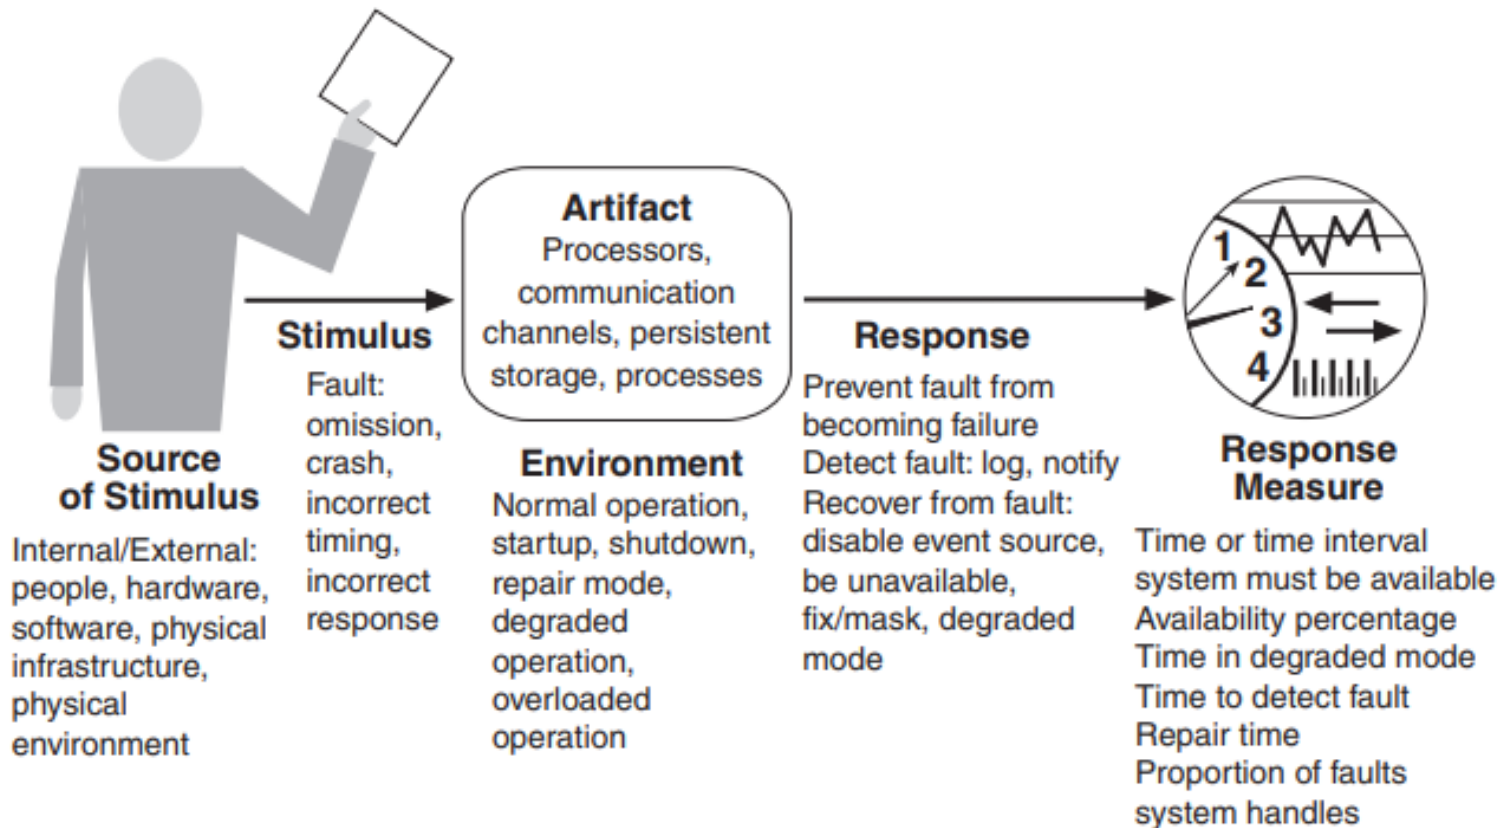 Source
of Stimulus
Internal/External:
people, hardware,
software, physical
infrastructure,
physical
environment
Stimulus
Fault:
omission,
crash,
incorrect
timing,
incorrect
response
Artifact
Processors,
communication
channels, persistent
storage, processes
Environment
Normal operation,
startup, shutdown,
repair mode,
degraded
operation,
overloaded
operation
Response
Prevent fault from
becoming failure
Detect fault: log, notify
Recover from fault:
disable event source,
be unavailable,
fix/mask, degraded
mode
1
2
3
4
Response
Measure
Time or time interval
system must be available
Availability percentage
Time in degraded mode
Time to detect fault
Repair time
Proportion of faults
system handles